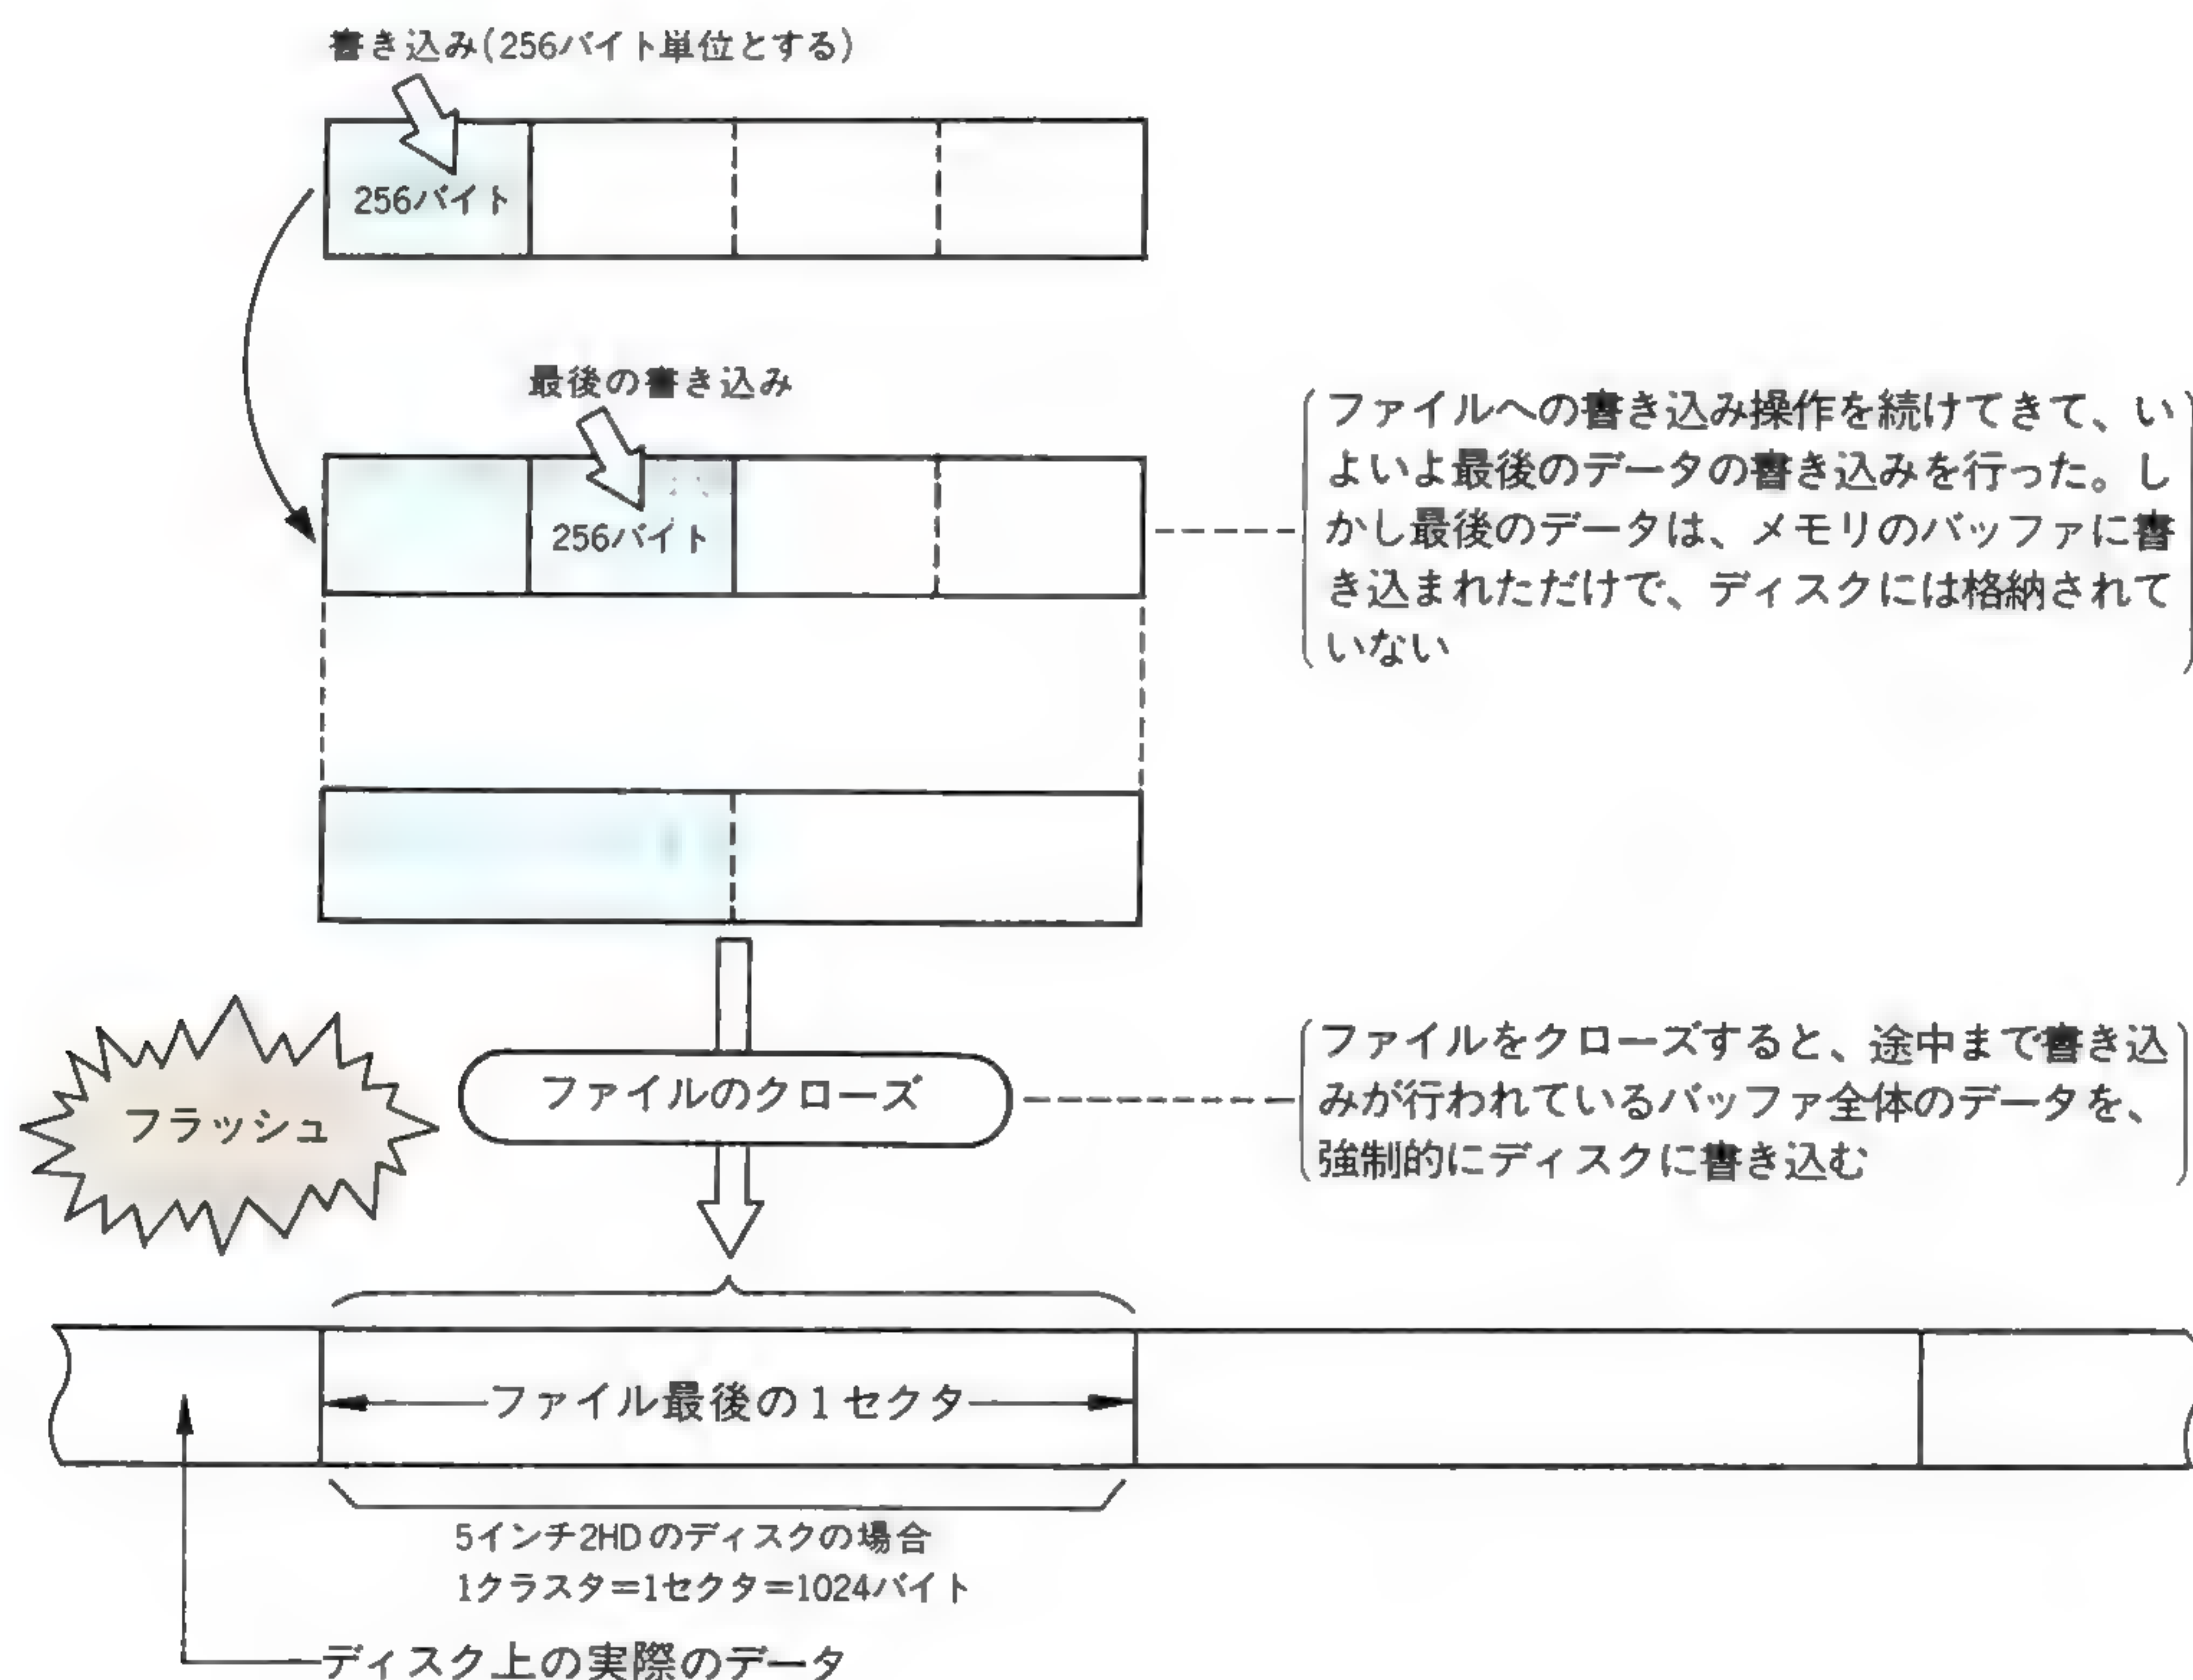 書き込み(256バイト単位とする)
256バイト
最後の書き込み
256バイト
ファイルへの書き込み操作を続けてきて、い
よいよ最後のデータの書き込みを行った。し
かし最後のデータは、メモリのバッファに書
き込まれただけで、ディスクには格納されて
いない
フラッシュ
ファイルのクローズ
ファイルをクローズすると、途中まで書き込
みが行われているバッファ全体のデータを、
強制的にディスクに書き込む
ファイル最後の1セクタ
5インチ2HDのディスクの場合
1クラスタ=1セクタ=1024バイト
ディスク上の実際のデータ